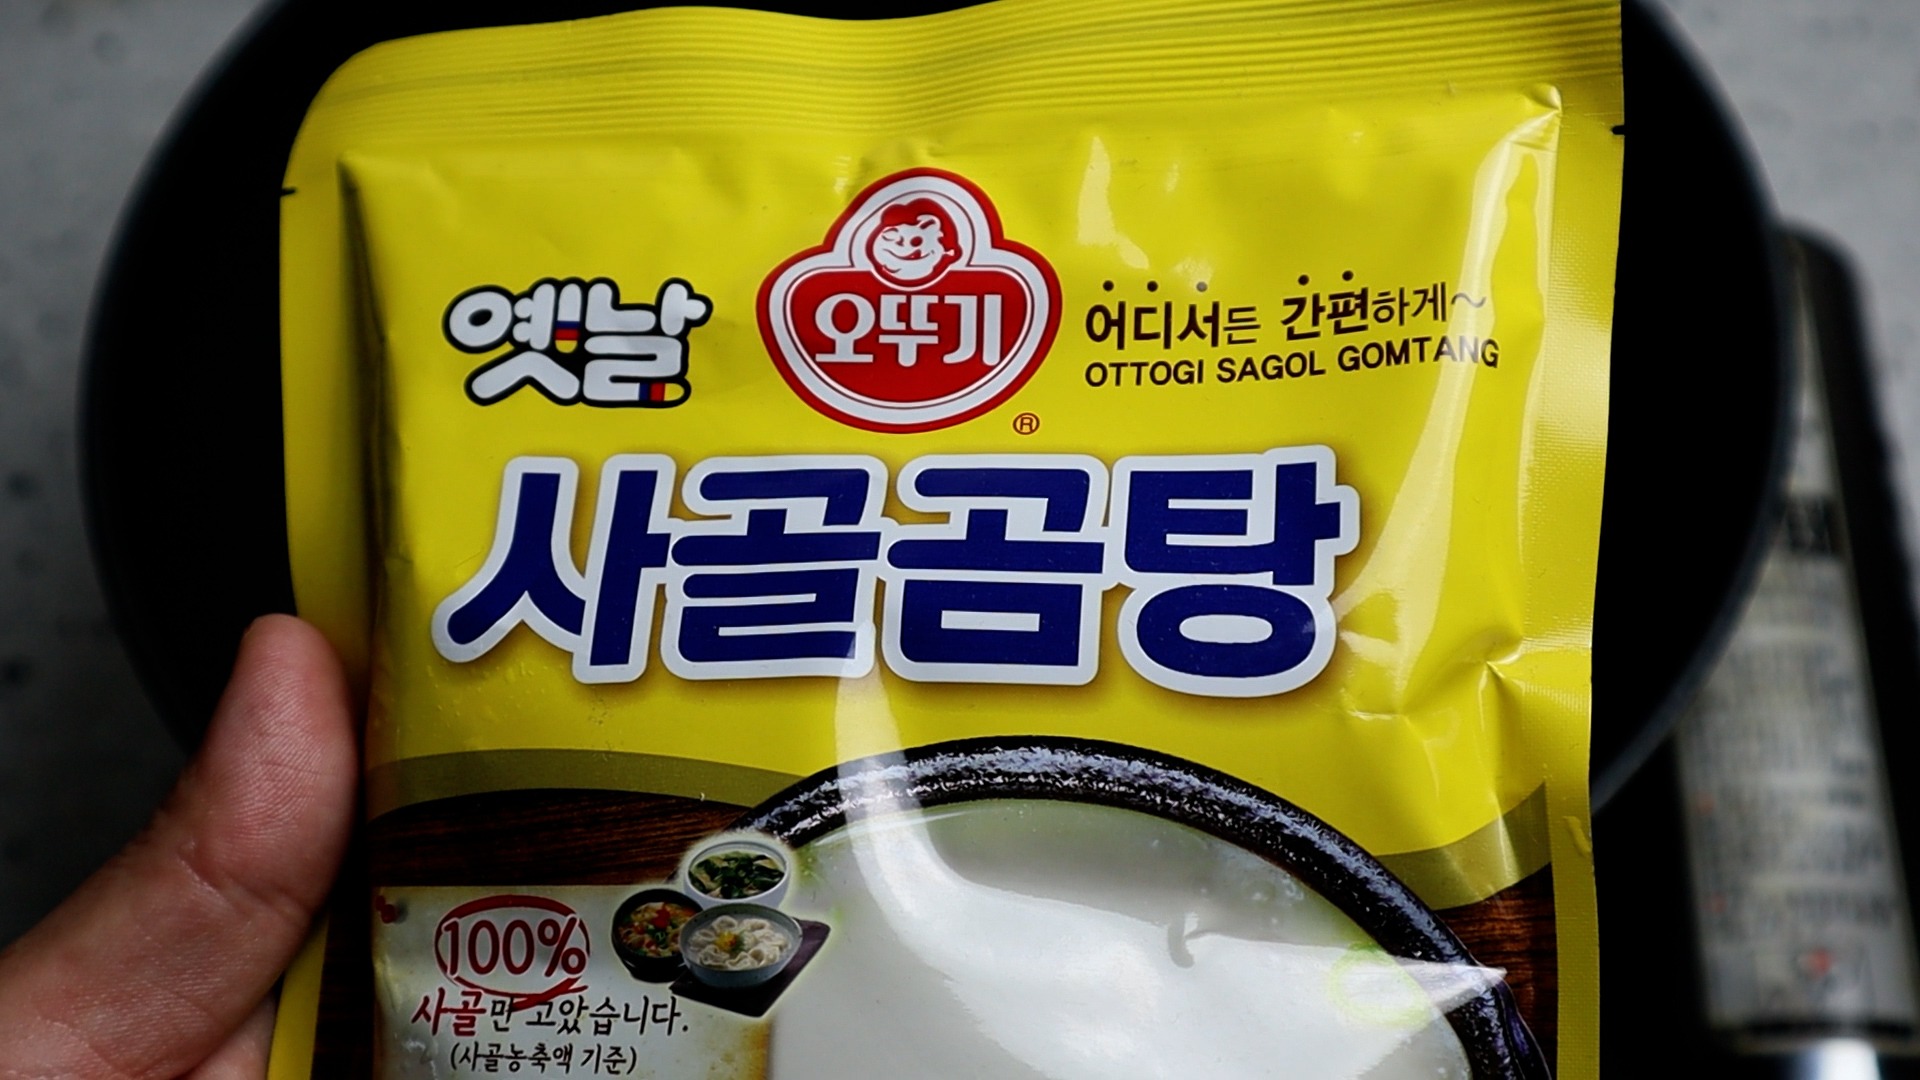 옛날
오뚜기
®
어디서든 간편하게~
OTTOGI SAGOL GOMTANG
사골곰탕
100%
사골만 고았습니다.
(사골농축액 기준)